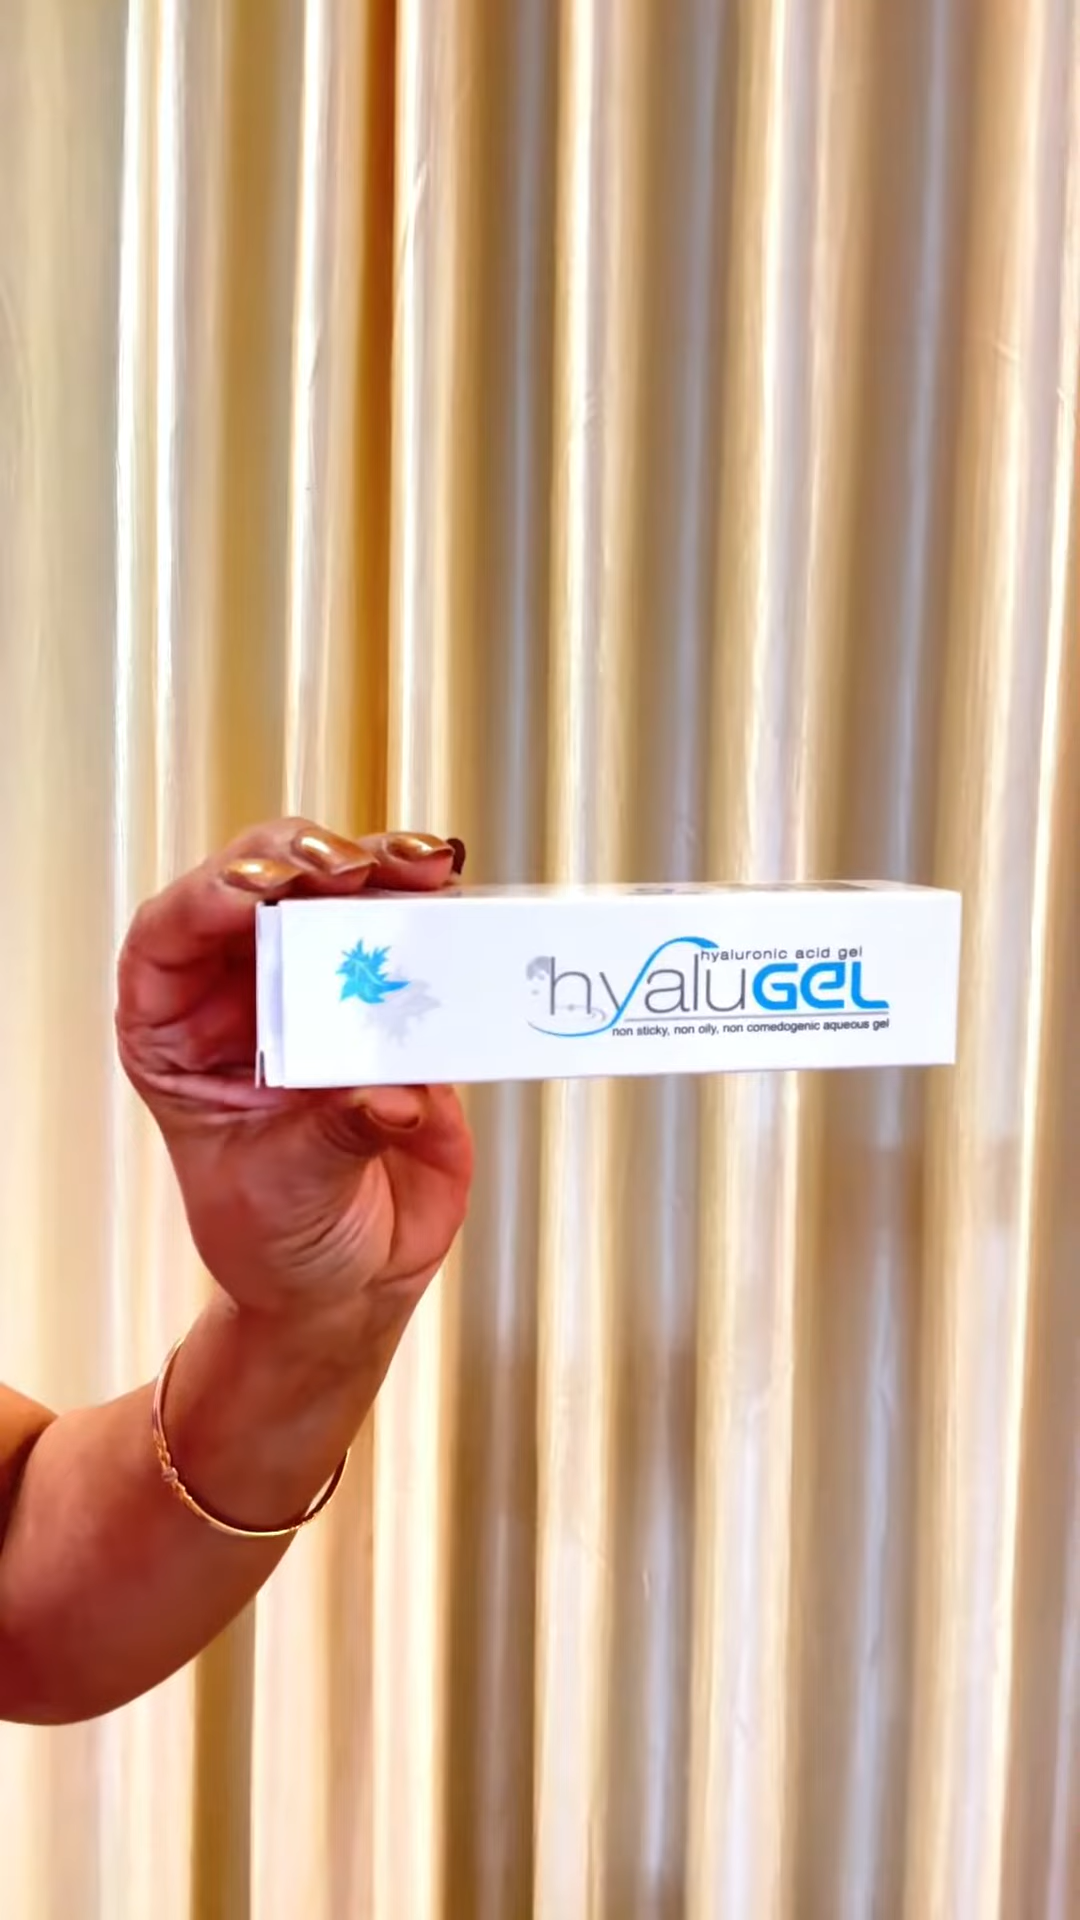 hyaluronic acid gel
hyaluGEL
non sticky, non oily, non comedogenic aqueous gel